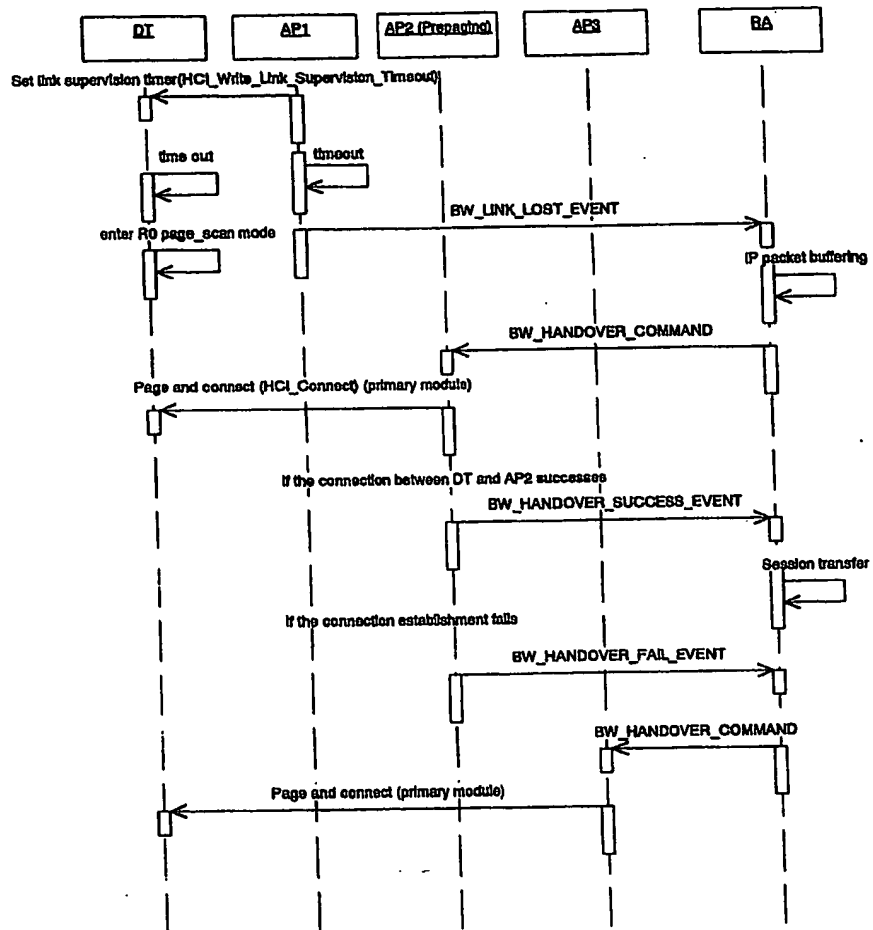 DT
AP1
AP2 (Prepaging)
AP3
RA
Set link supervision timer(HCI_Write_Link_Supervision_Timeout)
time out
timeout
BW_LINK_LOST_EVENT
enter R0 page_scan mode
IP packet buffering
BW_HANDOVER_COMMAND
Page and connect (HCI_Connect) (primary module)
If the connection between DT and AP2 successes
BW_HANDOVER_SUCCESS_EVENT
Session transfer
If the connection establishment fails
BW_HANDOVER_FAIL_EVENT
BW_HANDOVER_COMMAND
Page and connect (primary module)